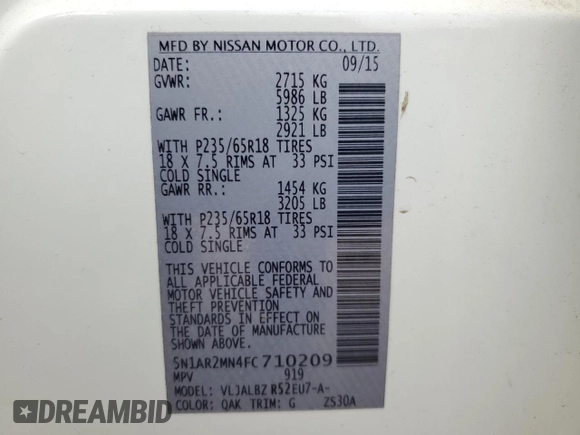 MFD BY NISSAN MOTOR CO., LTD.
DATE: 09/15
GVWR: 2715 KG
5986 LB
GAWR FR.: 1325 KG
2921 LB
WITH P235/65R18 TIRES
18 X 7.5 RIMS AT 33 PSI
COLD SINGLE
GAWR RR.: 1454 KG
3205 LB
WITH P235/65R18 TIRES
18 X 7.5 RIMS AT 33 PSI
COLD SINGLE
THIS VEHICLE CONFORMS TO
ALL APPLICABLE FEDERAL
MOTOR VEHICLE SAFETY AND
THEFT PREVENTION
STANDARDS IN EFFECT ON
THE DATE OF MANUFACTURE
SHOWN ABOVE.
5N1AR2MN4FC710209
MPV 919
MODEL: VLJALBZ R52EU7-A-
COLOR: QAK TRIM: G ZS30A
DREAMBID
DREAMBID.COM